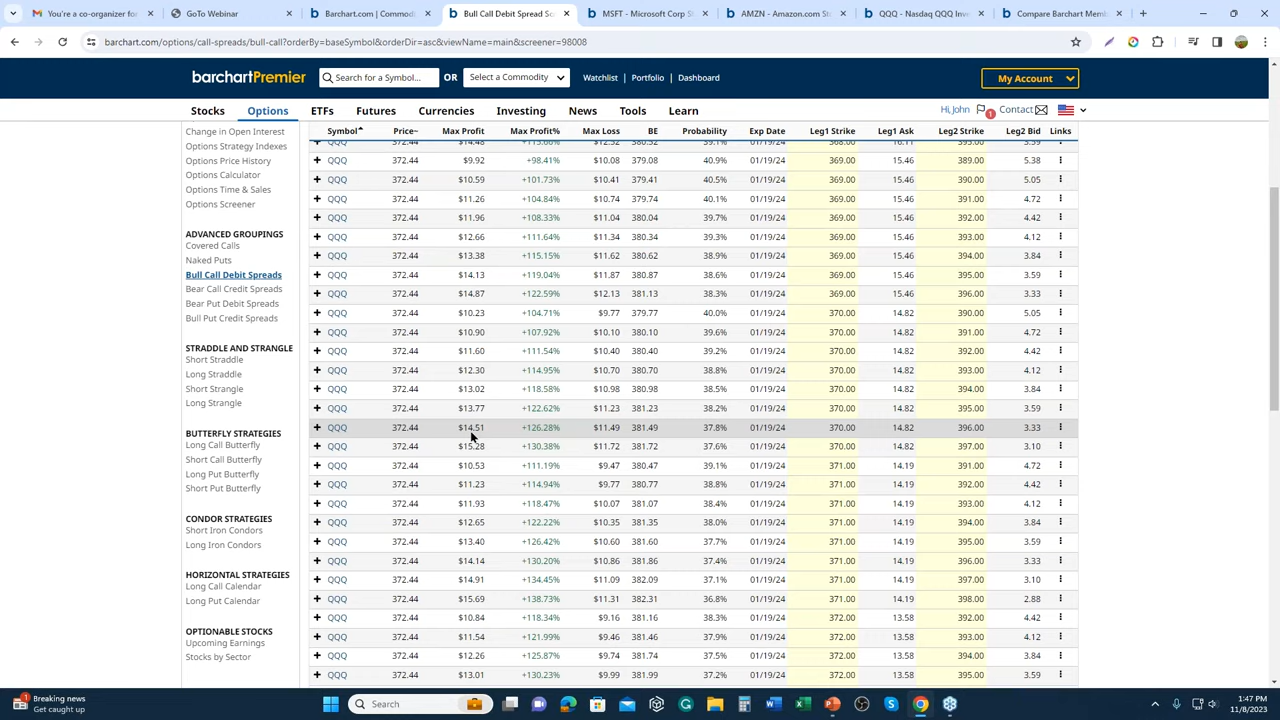 You're a co-organizer for
GoTo Webinar
Barchart.com | Commodi
Bull Call Debit Spread Sc
MSFT - Microsoft Corp St
AMZN - Amazon.com Stu
QQQ - Nasdaq QQQ Inve
Compare Barchart Memb
barchart.com/options/call-spreads/bull-call?orderBy=baseSymbol&orderDir=asc&viewName=main&screener=98008
barchartPremier
Search for a Symbol...
OR
Select a Commodity
Watchlist | Portfolio | Dashboard
My Account
Stocks Options ETFs Futures Currencies Investing News Tools Learn
Hi, John 1 Contact
Change in Open Interest
Options Strategy Indexes
Options Price History
Options Calculator
Options Time & Sales
Options Screener
ADVANCED GROUPINGS
Covered Calls
Naked Puts
Bull Call Debit Spreads
Bear Call Credit Spreads
Bear Put Debit Spreads
Bull Put Credit Spreads
STRADDLE AND STRANGLE
Short Straddle
Long Straddle
Short Strangle
Long Strangle
BUTTERFLY STRATEGIES
Long Call Butterfly
Short Call Butterfly
Long Put Butterfly
Short Put Butterfly
CONDOR STRATEGIES
Short Iron Condors
Long Iron Condors
HORIZONTAL STRATEGIES
Long Call Calendar
Long Put Calendar
OPTIONABLE STOCKS
Upcoming Earnings
Stocks by Sector
Symbol Price~ Max Profit Max Profit% Max Loss BE Probability Exp Date Leg1 Strike Leg1 Ask Leg2 Strike Leg2 Bid Links
QQQ 372.44 $9.92 +98.41% $10.08 379.08 40.9% 01/19/24 369.00 15.46 389.00 5.38
QQQ 372.44 $10.59 +101.73% $10.41 379.41 40.5% 01/19/24 369.00 15.46 390.00 5.05
QQQ 372.44 $11.26 +104.84% $10.74 379.74 40.1% 01/19/24 369.00 15.46 391.00 4.72
QQQ 372.44 $11.96 +108.33% $11.04 380.04 39.7% 01/19/24 369.00 15.46 392.00 4.42
QQQ 372.44 $12.66 +111.64% $11.34 380.34 39.3% 01/19/24 369.00 15.46 393.00 4.12
QQQ 372.44 $13.38 +115.15% $11.62 380.62 38.9% 01/19/24 369.00 15.46 394.00 3.84
QQQ 372.44 $14.13 +119.04% $11.87 380.87 38.6% 01/19/24 369.00 15.46 395.00 3.59
QQQ 372.44 $14.87 +122.59% $12.13 381.13 38.3% 01/19/24 369.00 15.46 396.00 3.33
QQQ 372.44 $10.23 +104.71% $9.77 379.77 40.0% 01/19/24 370.00 14.82 390.00 5.05
QQQ 372.44 $10.90 +107.92% $10.10 380.10 39.6% 01/19/24 370.00 14.82 391.00 4.72
QQQ 372.44 $11.60 +111.54% $10.40 380.40 39.2% 01/19/24 370.00 14.82 392.00 4.42
QQQ 372.44 $12.30 +114.95% $10.70 380.70 38.8% 01/19/24 370.00 14.82 393.00 4.12
QQQ 372.44 $13.02 +118.58% $10.98 380.98 38.5% 01/19/24 370.00 14.82 394.00 3.84
QQQ 372.44 $13.77 +122.62% $11.23 381.23 38.2% 01/19/24 370.00 14.82 395.00 3.59
QQQ 372.44 $14.51 +126.28% $11.49 381.49 37.8% 01/19/24 370.00 14.82 396.00 3.33
QQQ 372.44 $15.28 +130.38% $11.72 381.72 37.6% 01/19/24 370.00 14.82 397.00 3.10
QQQ 372.44 $10.53 +111.19% $9.47 380.47 39.1% 01/19/24 371.00 14.19 391.00 4.72
QQQ 372.44 $11.23 +114.94% $9.77 380.77 38.8% 01/19/24 371.00 14.19 392.00 4.42
QQQ 372.44 $11.93 +118.47% $10.07 381.07 38.4% 01/19/24 371.00 14.19 393.00 4.12
QQQ 372.44 $12.65 +122.22% $10.35 381.35 38.0% 01/19/24 371.00 14.19 394.00 3.84
QQQ 372.44 $13.40 +126.42% $10.60 381.60 37.7% 01/19/24 371.00 14.19 395.00 3.59
QQQ 372.44 $14.14 +130.20% $10.86 381.86 37.4% 01/19/24 371.00 14.19 396.00 3.33
QQQ 372.44 $14.91 +134.45% $11.09 382.09 37.1% 01/19/24 371.00 14.19 397.00 3.10
QQQ 372.44 $15.69 +138.73% $11.31 382.31 36.8% 01/19/24 371.00 14.19 398.00 2.88
QQQ 372.44 $10.84 +118.34% $9.16 381.16 38.3% 01/19/24 372.00 13.58 392.00 4.42
QQQ 372.44 $11.54 +121.99% $9.46 381.46 37.9% 01/19/24 372.00 13.58 393.00 4.12
QQQ 372.44 $12.26 +125.87% $9.74 381.74 37.5% 01/19/24 372.00 13.58 394.00 3.84
QQQ 372.44 $13.01 +130.23% $9.99 381.99 37.2% 01/19/24 372.00 13.58 395.00 3.59
1 Breaking news
Get caught up
Search
1:47 PM
11/8/2023